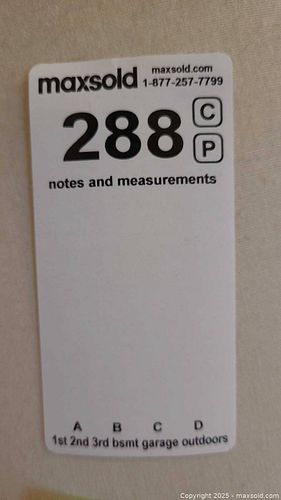 maxsold maxsold.com
1-877-257-7799
288 C
P
notes and measurements
A B C D
1st 2nd 3rd bsmt garage outdoors
Copyright © 2025 - maxsold.com